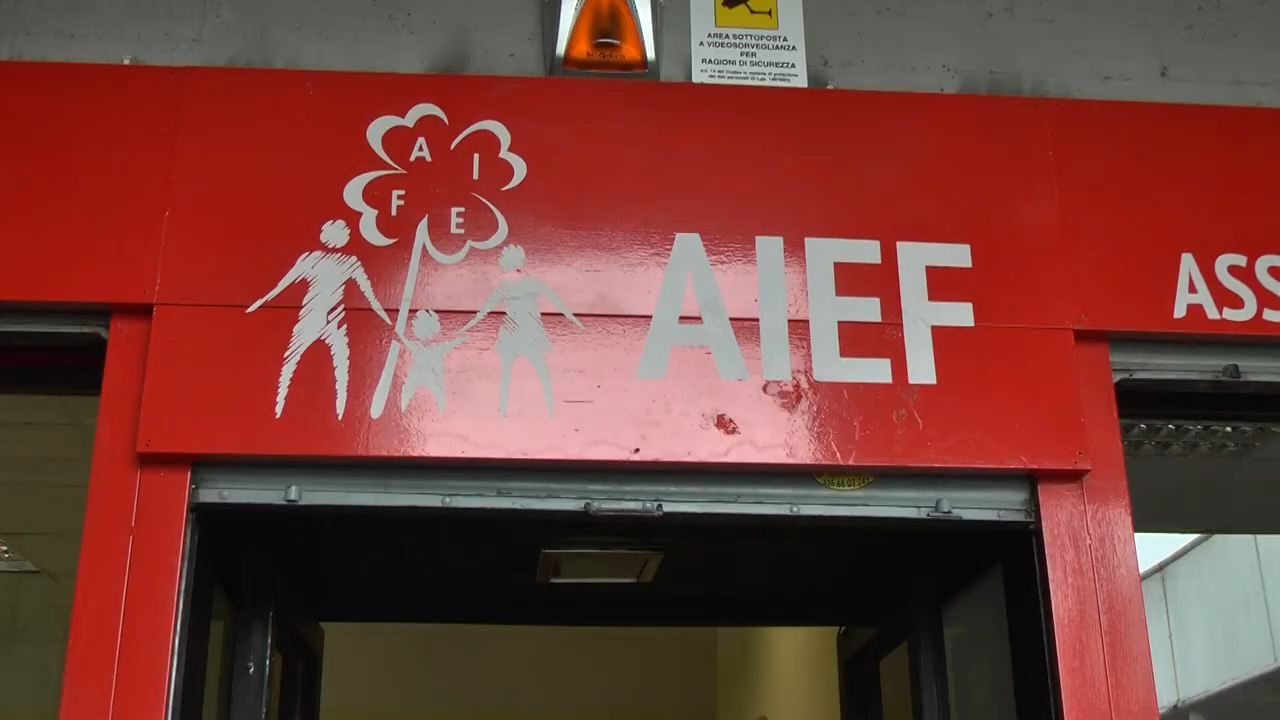 AREA SOTTOPOSTA
A VIDEOSORVEGLIANZA
PER
RAGIONI DI SICUREZZA
A I
F E
AIEF
ASS